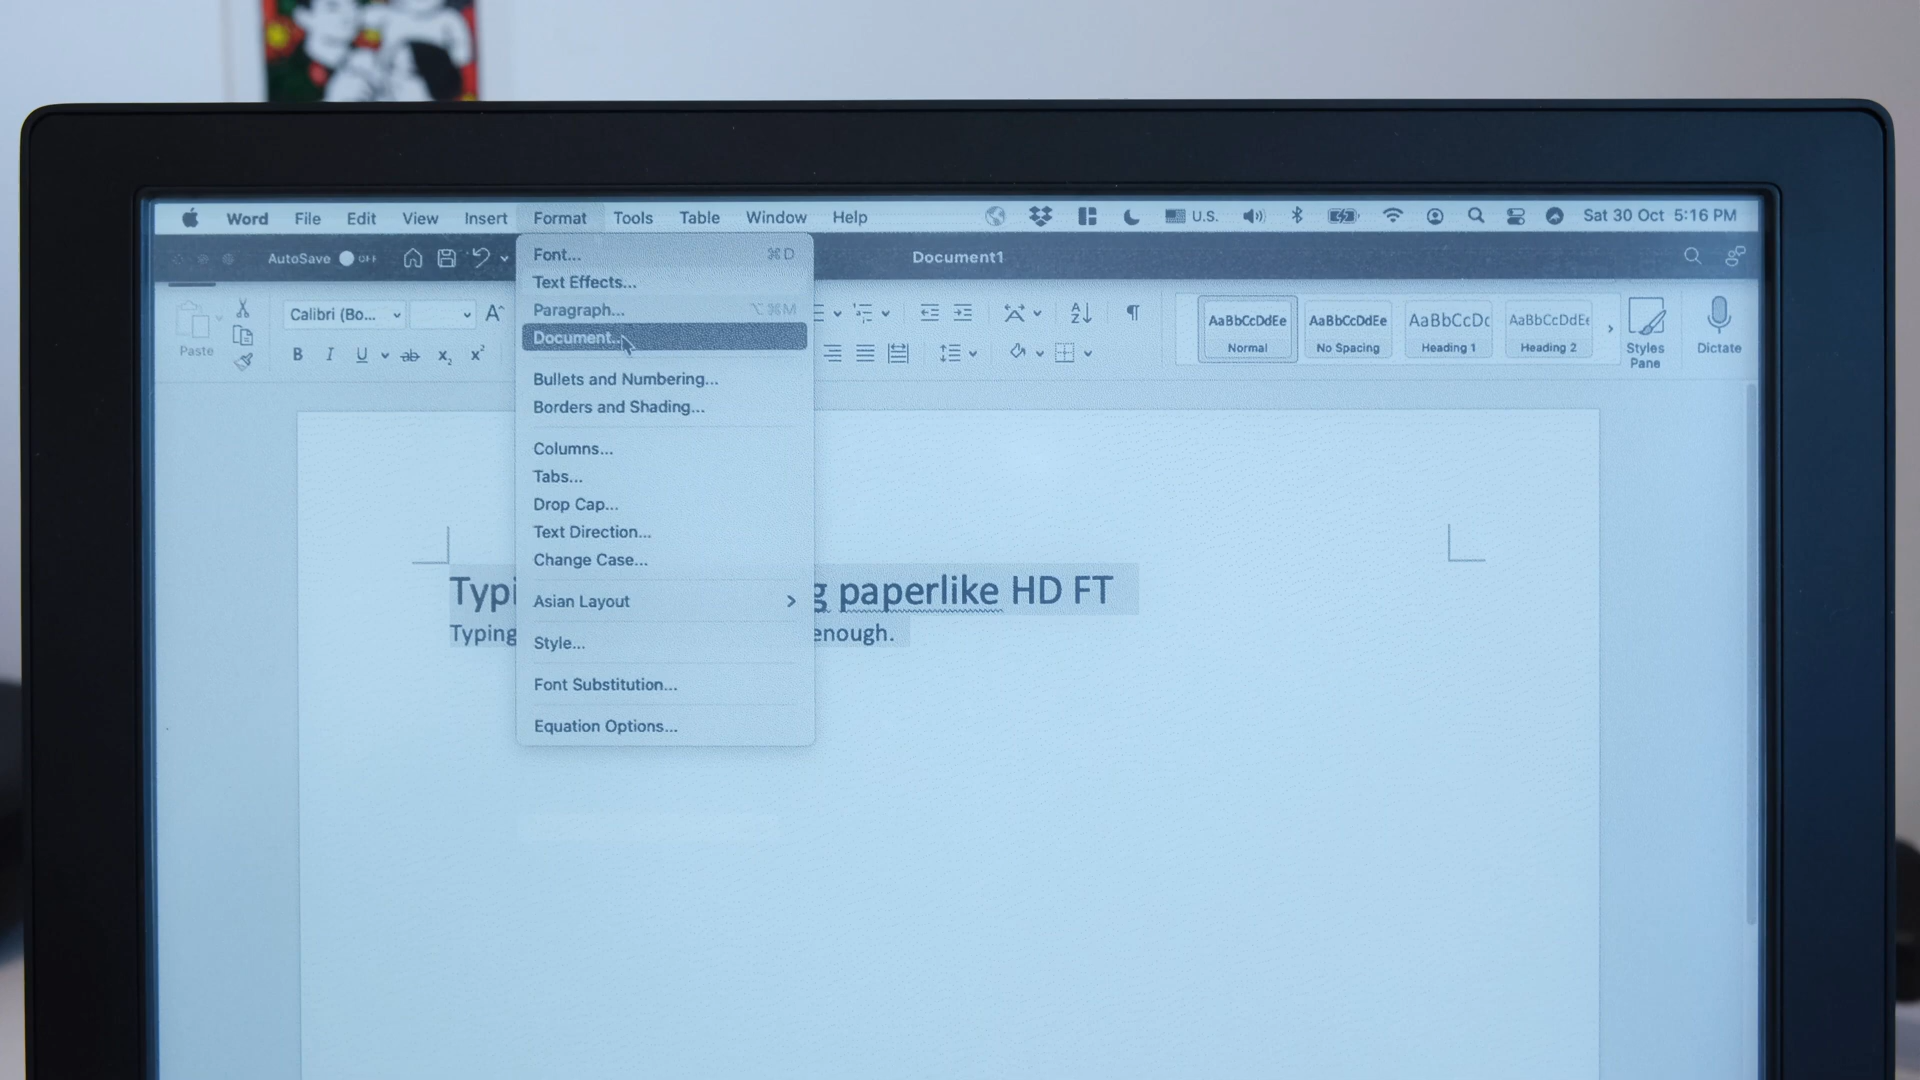 Word File Edit View Insert Format Tools Table Window Help U.S. Sat 30 Oct 5:16 PM
AutoSave OFF Document1
Font... ⌘D
Text Effects...
Paragraph... ⌥⌘M
Document...
Bullets and Numbering...
Borders and Shading...
Columns...
Tabs...
Drop Cap...
Text Direction...
Change Case...
Asian Layout
Style...
Font Substitution...
Equation Options...
Paste
Calibri (Bo... A
B I U ab x2 x2
A Z
AaBbCcDdEe AaBbCcDdEe AaBbCcDc AaBbCcDdEe
Normal No Spacing Heading 1 Heading 2
Styles Pane Dictate
Typi g paperlike HD FT
Typing enough.